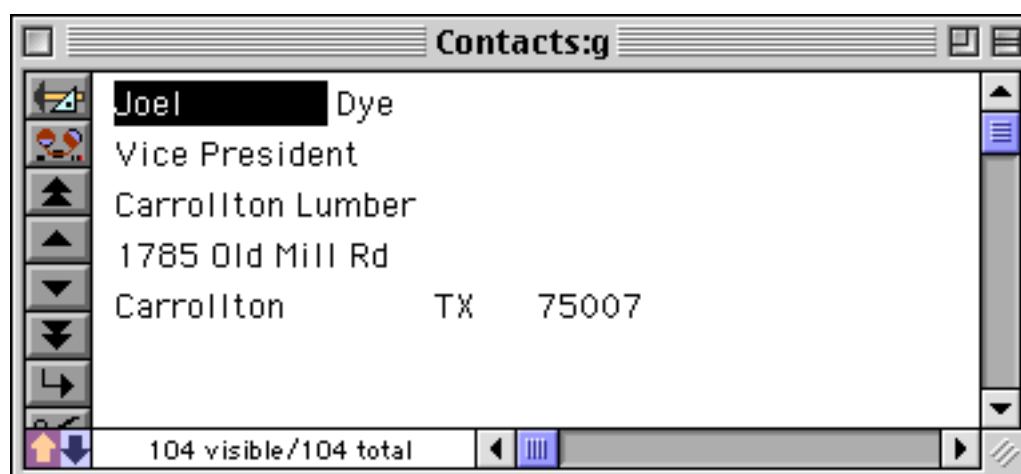 Contacts:g
Joel Dye
Vice President
Carrollton Lumber
1785 Old Mill Rd
Carrollton TX 75007
104 visible/104 total